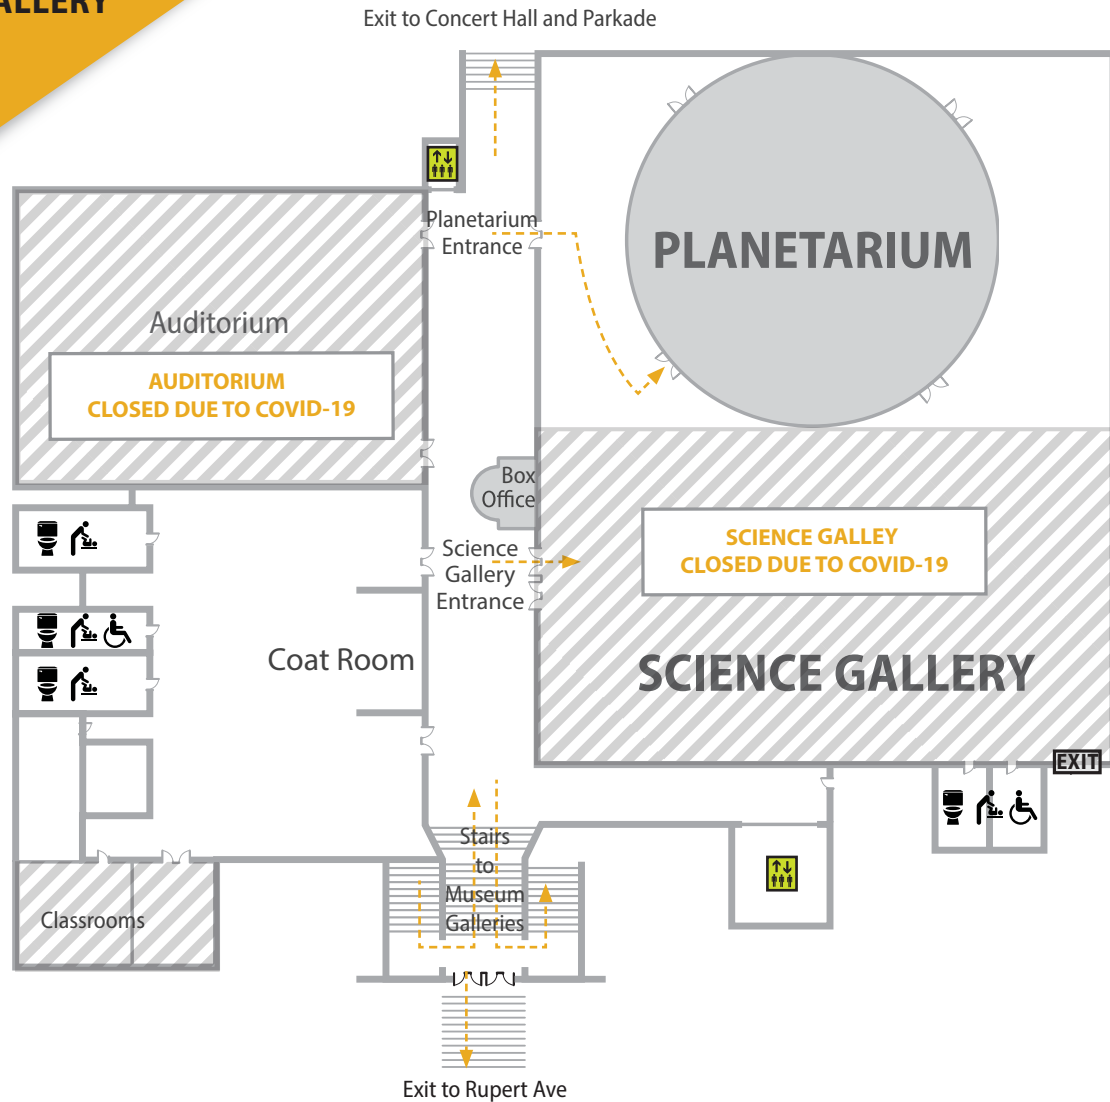 Exit to Concert Hall and Parkade
Planetarium
Entrance
PLANETARIUM
Auditorium
AUDITORIUM
CLOSED DUE TO COVID-19
Box
Office
SCIENCE GALLEY
CLOSED DUE TO COVID-19
Science
Gallery
Entrance
Coat Room
SCIENCE GALLERY
EXIT
Stairs
to
Museum
Galleries
Classrooms
Exit to Rupert Ave